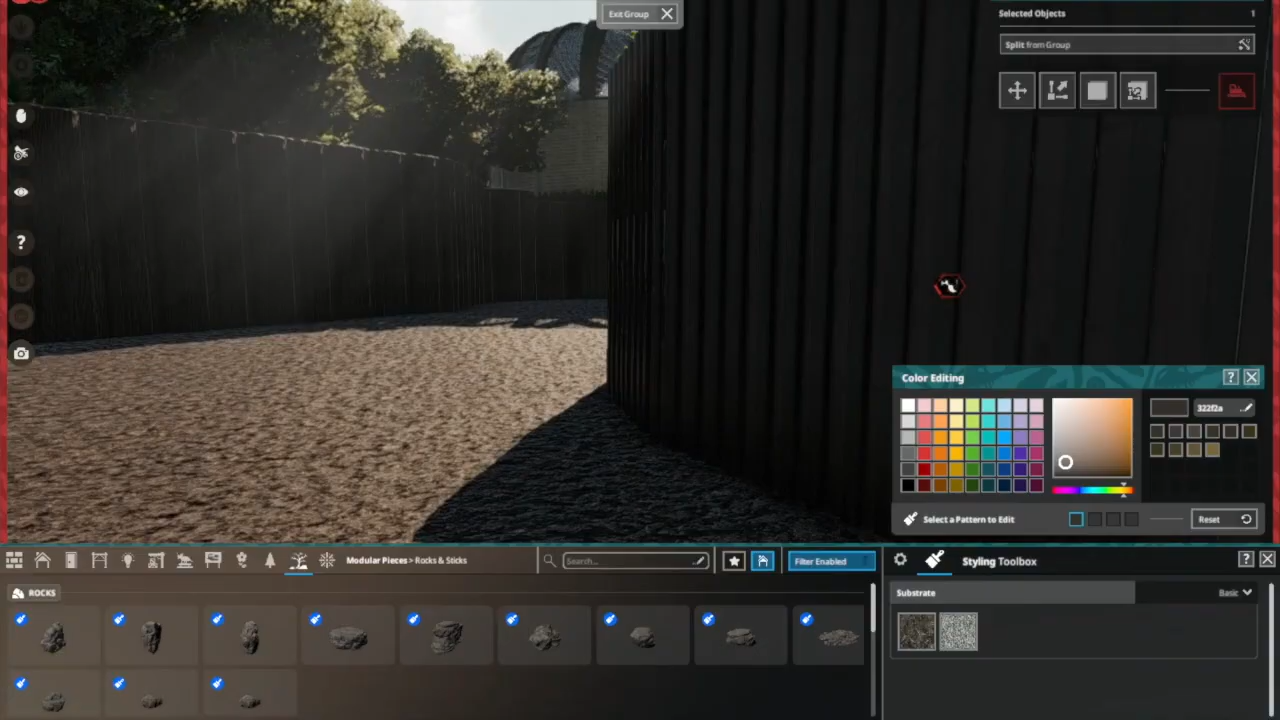 Exit Group
Selected Objects 1
Split from Group
Color Editing ?
322f2a
Select a Pattern to Edit
Reset
?
Modular Pieces > Rocks & Sticks
Search...
Filter Enabled
Styling Toolbox ?
ROCKS
Substrate
Basic